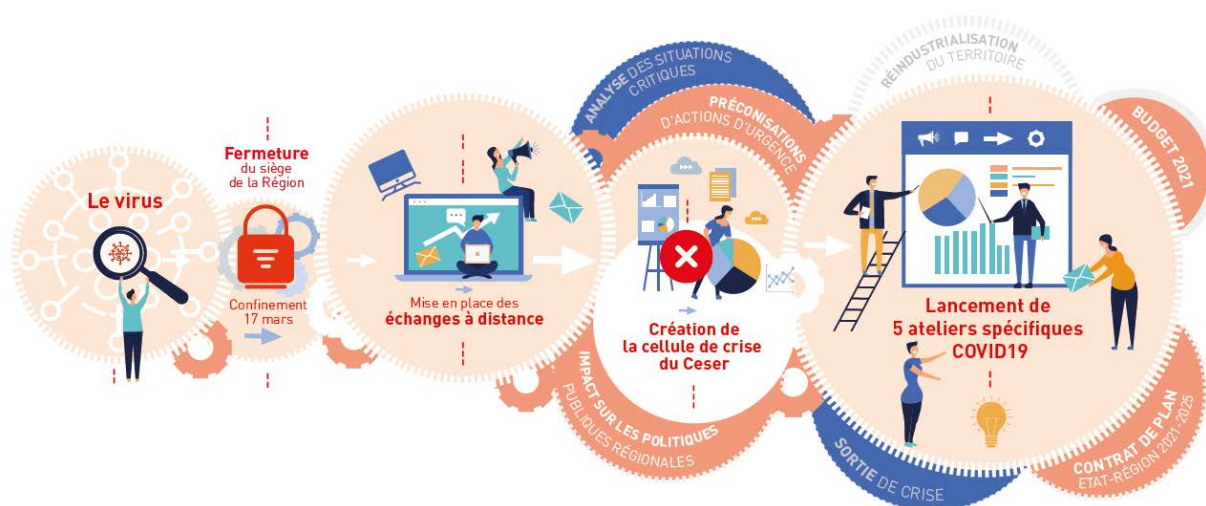 Le virus
Fermeture
du siège
de la Région
Confinement
17 mars
Mise en place des
échanges à distance
ANALYSE DES SITUATIONS
CRITIQUES
PRÉCONISATIONS
D'ACTIONS D'URGENCE
Création de
la cellule de crise
du Ceser
IMPACT SUR LES POLITIQUES
PUBLIQUES RÉGIONALES
RÉINDUSTRIALISATION
DU TERRITOIRE
BUDGET 2021
Lancement de
5 ateliers spécifiques
COVID19
SORTIE DE CRISE
CONTRAT DE PLAN
ETAT-RÉGION 2021-2025